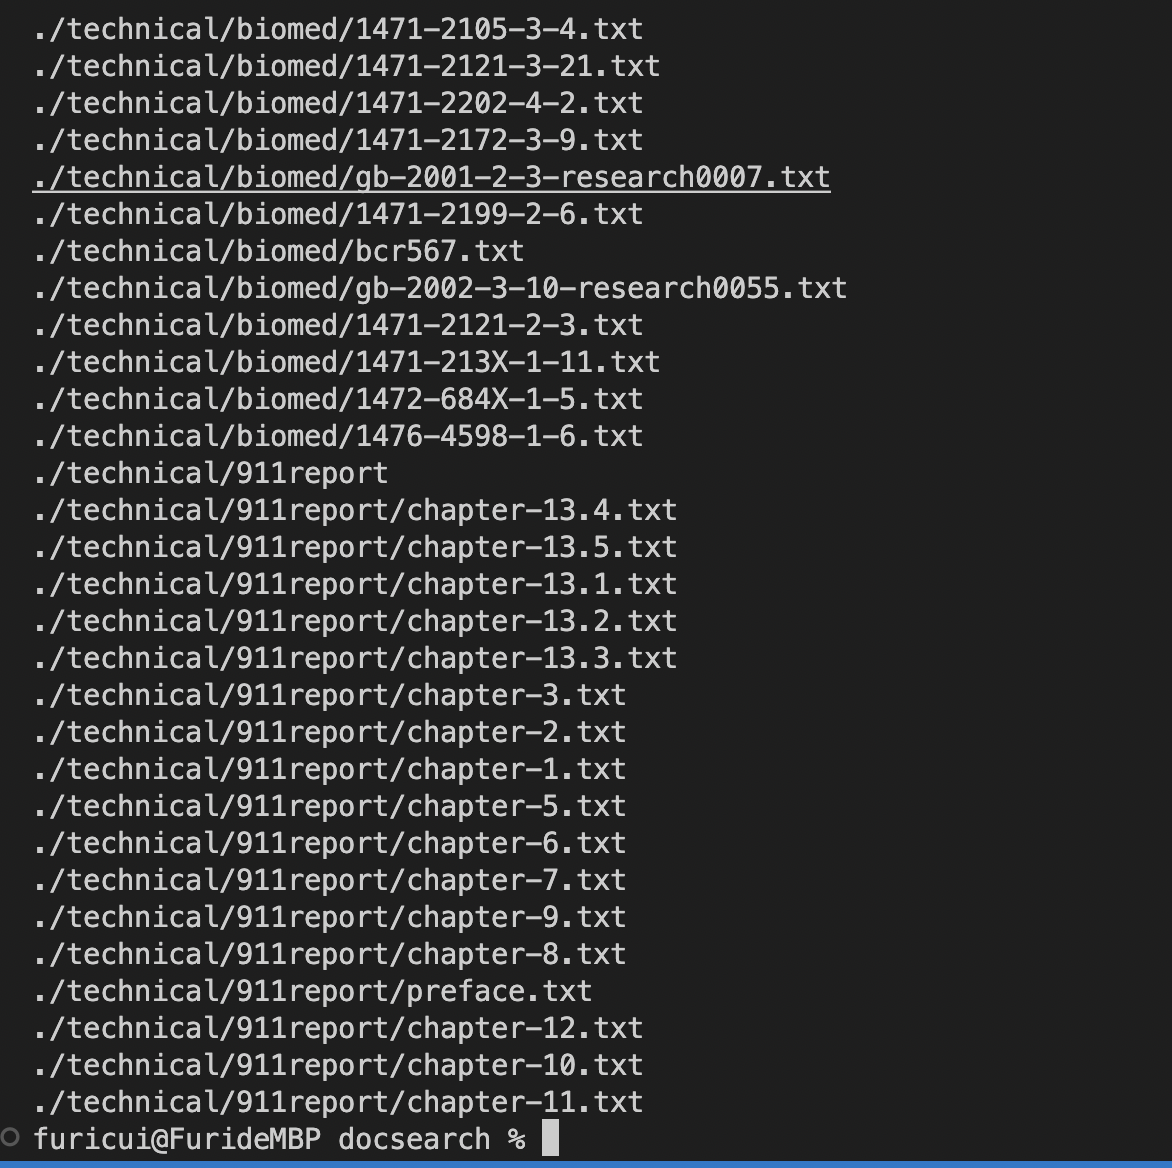 ./technical/biomed/1471-2105-3-4.txt
./technical/biomed/1471-2121-3-21.txt
./technical/biomed/1471-2202-4-2.txt
./technical/biomed/1471-2172-3-9.txt
./technical/biomed/gb-2001-2-3-research0007.txt
./technical/biomed/1471-2199-2-6.txt
./technical/biomed/bcr567.txt
./technical/biomed/gb-2002-3-10-research0055.txt
./technical/biomed/1471-2121-2-3.txt
./technical/biomed/1471-213X-1-11.txt
./technical/biomed/1472-684X-1-5.txt
./technical/biomed/1476-4598-1-6.txt
./technical/911report
./technical/911report/chapter-13.4.txt
./technical/911report/chapter-13.5.txt
./technical/911report/chapter-13.1.txt
./technical/911report/chapter-13.2.txt
./technical/911report/chapter-13.3.txt
./technical/911report/chapter-3.txt
./technical/911report/chapter-2.txt
./technical/911report/chapter-1.txt
./technical/911report/chapter-5.txt
./technical/911report/chapter-6.txt
./technical/911report/chapter-7.txt
./technical/911report/chapter-9.txt
./technical/911report/chapter-8.txt
./technical/911report/preface.txt
./technical/911report/chapter-12.txt
./technical/911report/chapter-10.txt
./technical/911report/chapter-11.txt
furicui@FurideMBP docsearch %